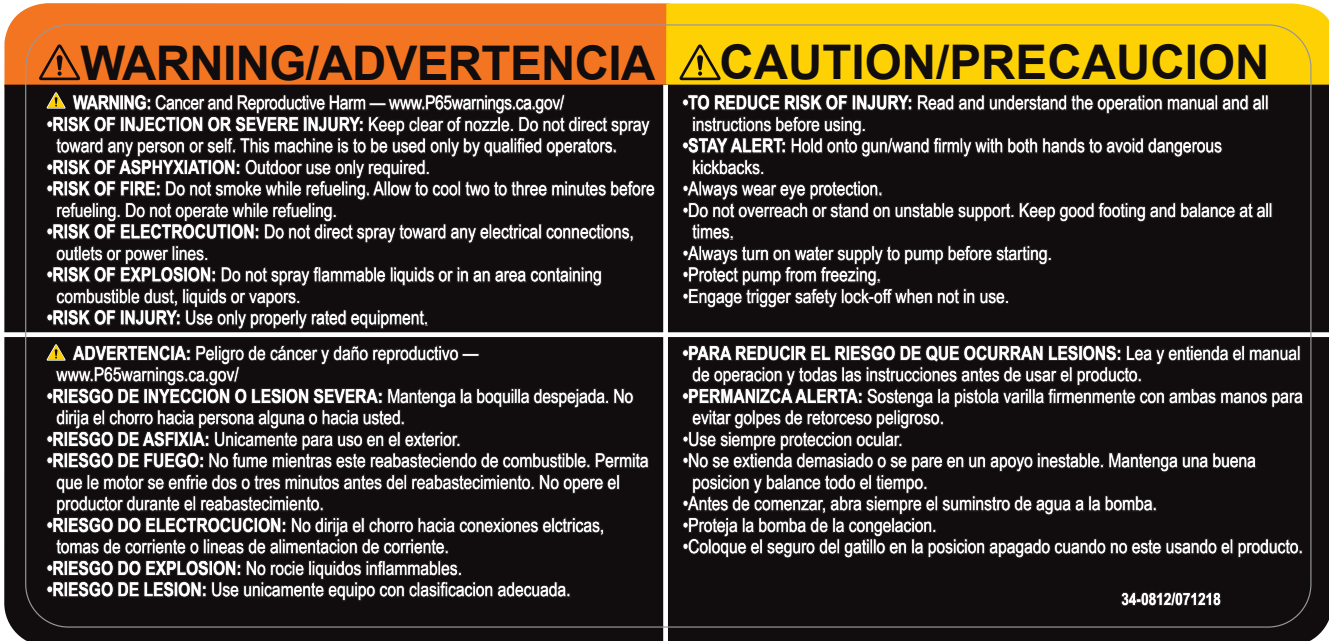 ⚠WARNING/ADVERTENCIA
⚠ WARNING: Cancer and Reproductive Harm — www.P65warnings.ca.gov/
•RISK OF INJECTION OR SEVERE INJURY: Keep clear of nozzle. Do not direct spray
toward any person or self. This machine is to be used only by qualified operators.
•RISK OF ASPHYXIATION: Outdoor use only required.
•RISK OF FIRE: Do not smoke while refueling. Allow to cool two to three minutes before
refueling. Do not operate while refueling.
•RISK OF ELECTROCUTION: Do not direct spray toward any electrical connections,
outlets or power lines.
•RISK OF EXPLOSION: Do not spray flammable liquids or in an area containing
combustible dust, liquids or vapors.
•RISK OF INJURY: Use only properly rated equipment.
⚠CAUTION/PRECAUCION
•TO REDUCE RISK OF INJURY: Read and understand the operation manual and all
instructions before using.
•STAY ALERT: Hold onto gun/wand firmly with both hands to avoid dangerous
kickbacks.
•Always wear eye protection.
•Do not overreach or stand on unstable support. Keep good footing and balance at all
times.
•Always turn on water supply to pump before starting.
•Protect pump from freezing.
•Engage trigger safety lock-off when not in use.
⚠ ADVERTENCIA: Peligro de cáncer y daño reproductivo —
www.P65warnings.ca.gov/
•RIESGO DE INYECCION O LESION SEVERA: Mantenga la boquilla despejada. No
dirija el chorro hacia persona alguna o hacia usted.
•RIESGO DE ASFIXIA: Unicamente para uso en el exterior.
•RIESGO DE FUEGO: No fume mientras este reabasteciendo de combustible. Permita
que le motor se enfrie dos o tres minutos antes del reabastecimiento. No opere el
productor durante el reabastecimiento.
•RIESGO DO ELECTROCUCION: No dirija el chorro hacia conexiones elctricas,
tomas de corriente o lineas de alimentacion de corriente.
•RIESGO DO EXPLOSION: No rocie liquidos inflammables.
•RIESGO DE LESION: Use unicamente equipo con clasificacion adecuada.
•PARA REDUCIR EL RIESGO DE QUE OCURRAN LESIONS: Lea y entienda el manual
de operacion y todas las instrucciones antes de usar el producto.
•PERMANIZCA ALERTA: Sostenga la pistola varilla firmenmente con ambas manos para
evitar golpes de retorceso peligroso.
•Use siempre proteccion ocular.
•No se extienda demasiado o se pare en un apoyo inestable. Mantenga una buena
posicion y balance todo el tiempo.
•Antes de comenzar, abra siempre el suminstro de agua a la bomba.
•Proteja la bomba de la congelacion.
•Coloque el seguro del gatillo en la posicion apagado cuando no este usando el producto.
34-0812/071218